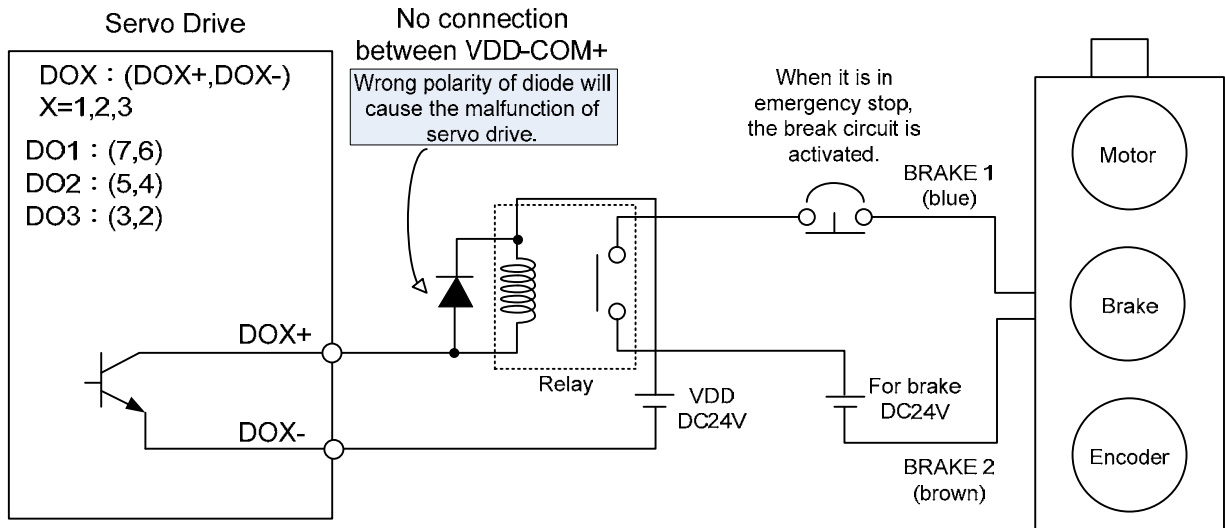 Servo Drive
DOX : (DOX+,DOX-)
X=1,2,3
DO1 : (7,6)
DO2 : (5,4)
DO3 : (3,2)
No connection
between VDD-COM+
Wrong polarity of diode will
cause the malfunction of
servo drive.
When it is in
emergency stop,
the break circuit is
activated.
BRAKE 1
(blue)
Motor
Brake
Encoder
DOX+
DOX-
Relay
VDD
DC24V
For brake
DC24V
BRAKE 2
(brown)